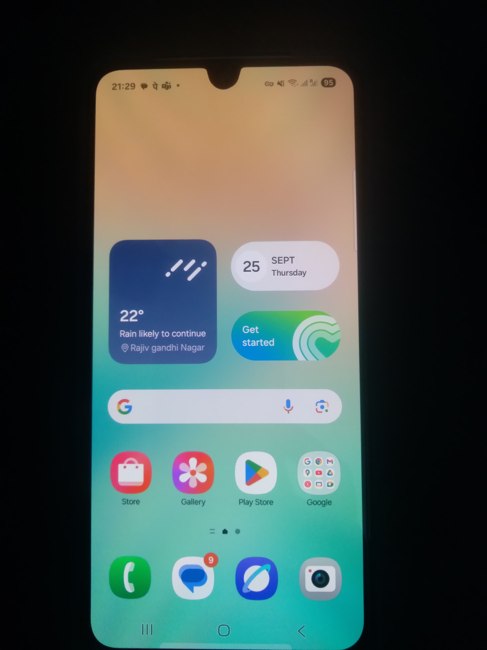 21:29
95
25
SEPT
Thursday
22°
Rain likely to continue
Rajiv gandhi Nagar
Get
started
Store
Gallery
Play Store
Google
9